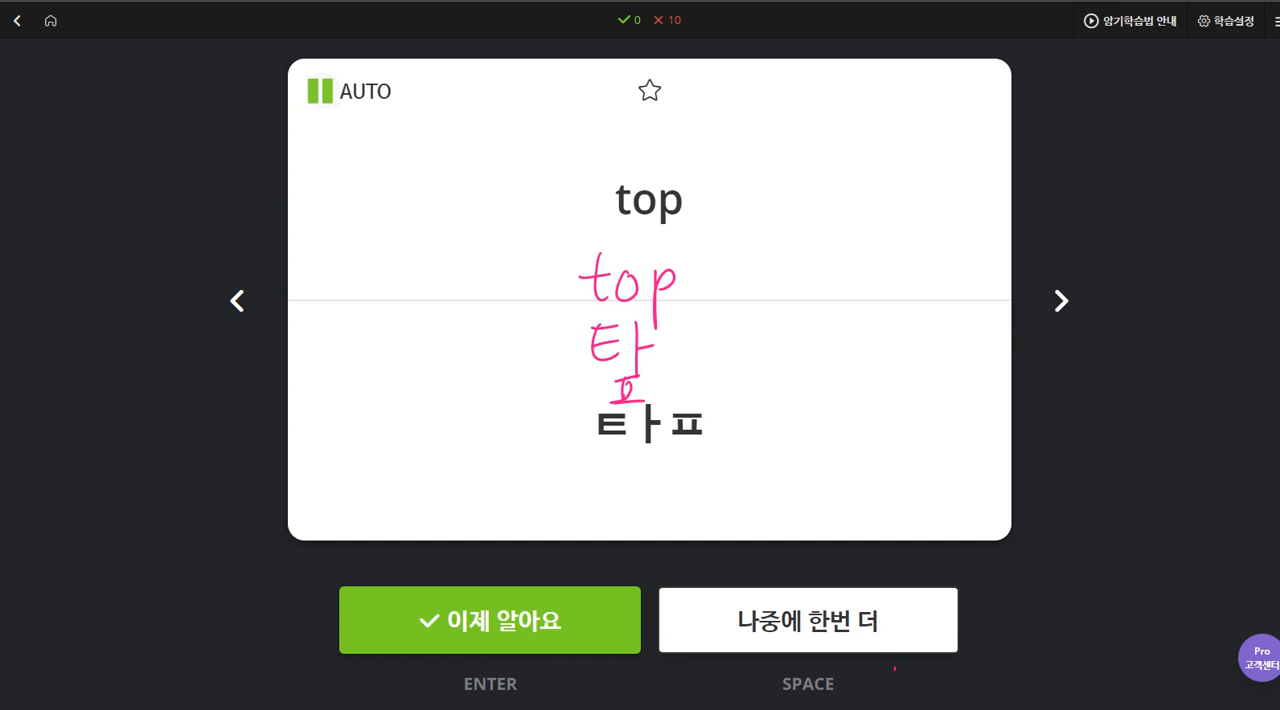 0 10 암기학습법 안내 학습설정
AUTO
top
top
탚
ㅌㅏㅍ
이제 알아요 나중에 한번 더
ENTER SPACE
Pro
고객센터